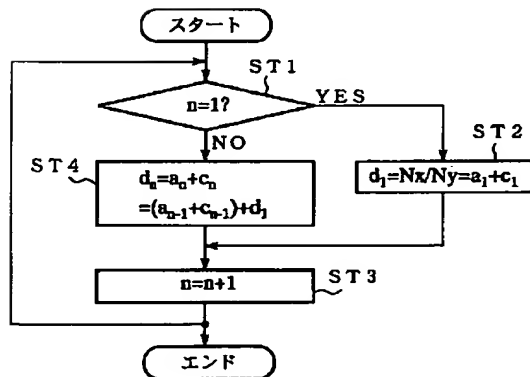 スタート
ST1
n=1?
YES
NO
ST2
ST4
dₙ=aₙ+cₙ
=(aₙ₋₁+cₙ₋₁)+d₁
d₁=Nx/Ny=a₁+c₁
n=n+1
ST3
エンド